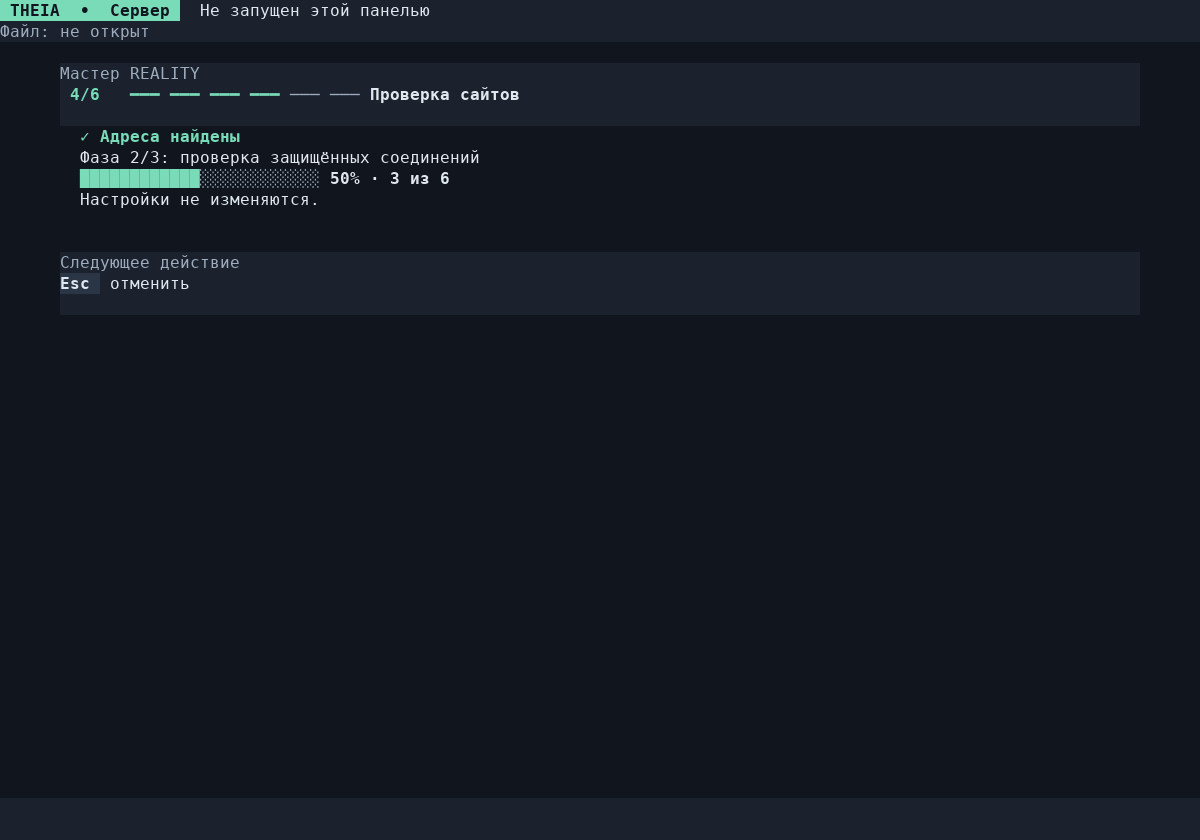 THEIA • Сервер Не запущен этой панелью
Файл: не открыт
Мастер REALITY
4/6 Проверка сайтов
✓ Адреса найдены
Фаза 2/3: проверка защищённых соединений
50% · 3 из 6
Настройки не изменяются.
Следующее действие
Esc отменить